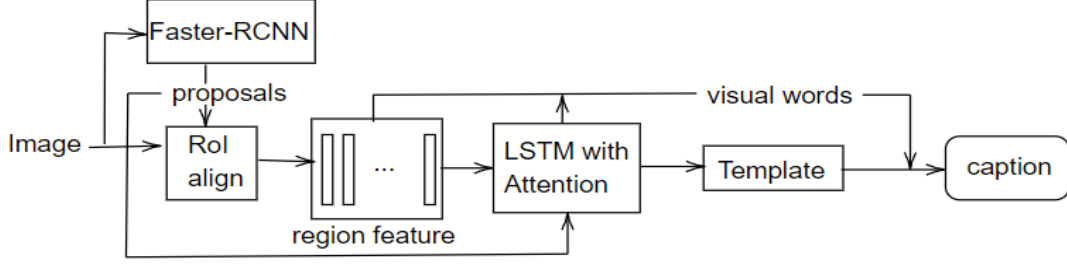 Faster-RCNN
proposals
visual words
Image
RoI
align
...
LSTM with
Attention
Template
caption
region feature